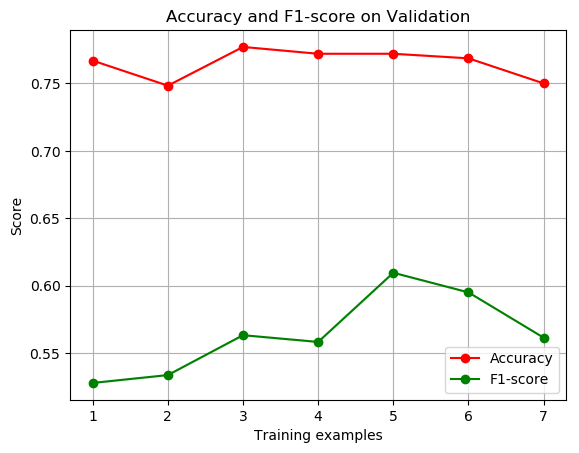 Accuracy and F1-score on Validation
Score
0.75
0.70
0.65
0.60
0.55
Accuracy
F1-score
1 2 3 4 5 6 7
Training examples